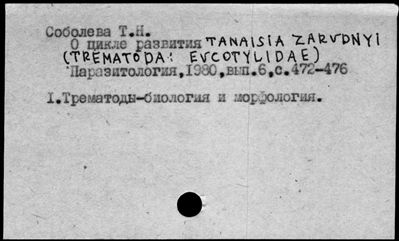 Соболева Т.Н.
О цикле развития TANAISIA ZARUDNYI
(TREMATODA: EUCOTYLIDAE)
Паразитология, 1980, вып.6, с.472-476
I.Трематоды-биология и морфология.